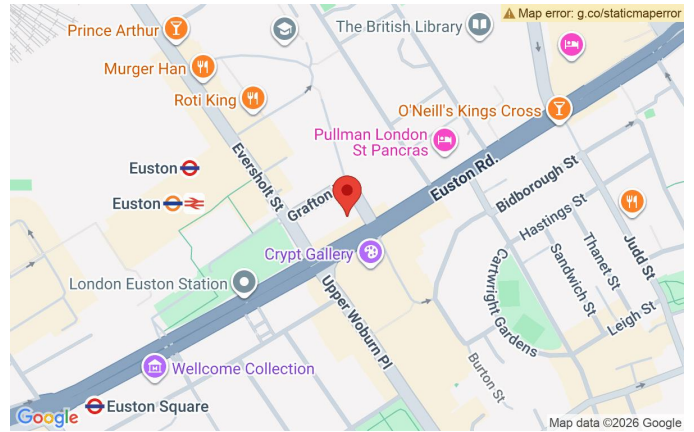 Map error: g.co/staticmaperror
Prince Arthur
The British Library
Murger Han
Roti King
O'Neill's Kings Cross
Pullman London
St Pancras
Euston
Eversholt St
Euston Rd.
Bidborough St
Euston
Grafton
Hastings St
Thanet St
Judd St
Sandwich St
Crypt Gallery
Cartwright Gardens
London Euston Station
Upper Woburn Pl
Leigh St
Wellcome Collection
Burton St
Euston Square
Google
Map data ©2026 Google